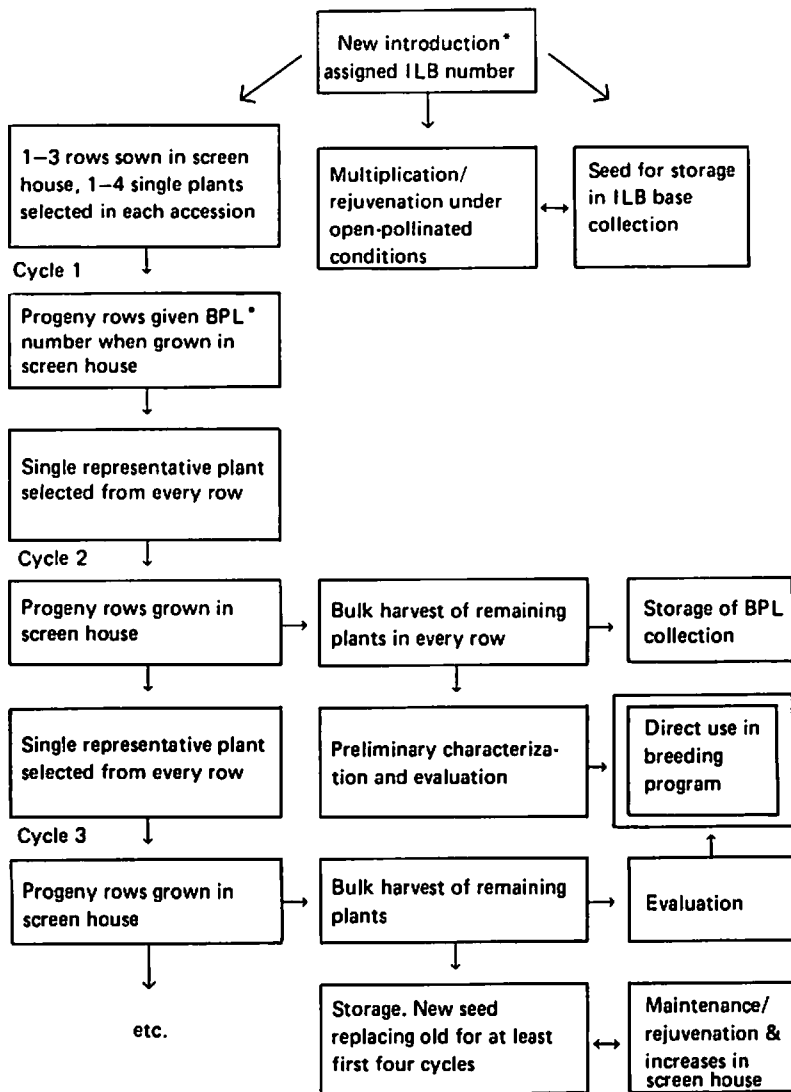 New introduction*
assigned ILB number
1–3 rows sown in screen
house, 1–4 single plants
selected in each accession
Multiplication/
rejuvenation under
open-pollinated
conditions
Seed for storage
in ILB base
collection
Cycle 1
Progeny rows given BPL*
number when grown in
screen house
Single representative plant
selected from every row
Cycle 2
Progeny rows grown in
screen house
Bulk harvest of remaining
plants in every row
Storage of BPL
collection
Single representative plant
selected from every row
Preliminary characteriza-
tion and evaluation
Direct use in
breeding
program
Cycle 3
Progeny rows grown in
screen house
Bulk harvest of remaining
plants
Evaluation
etc.
Storage. New seed
replacing old for at least
first four cycles
Maintenance/
rejuvenation &
increases in
screen house